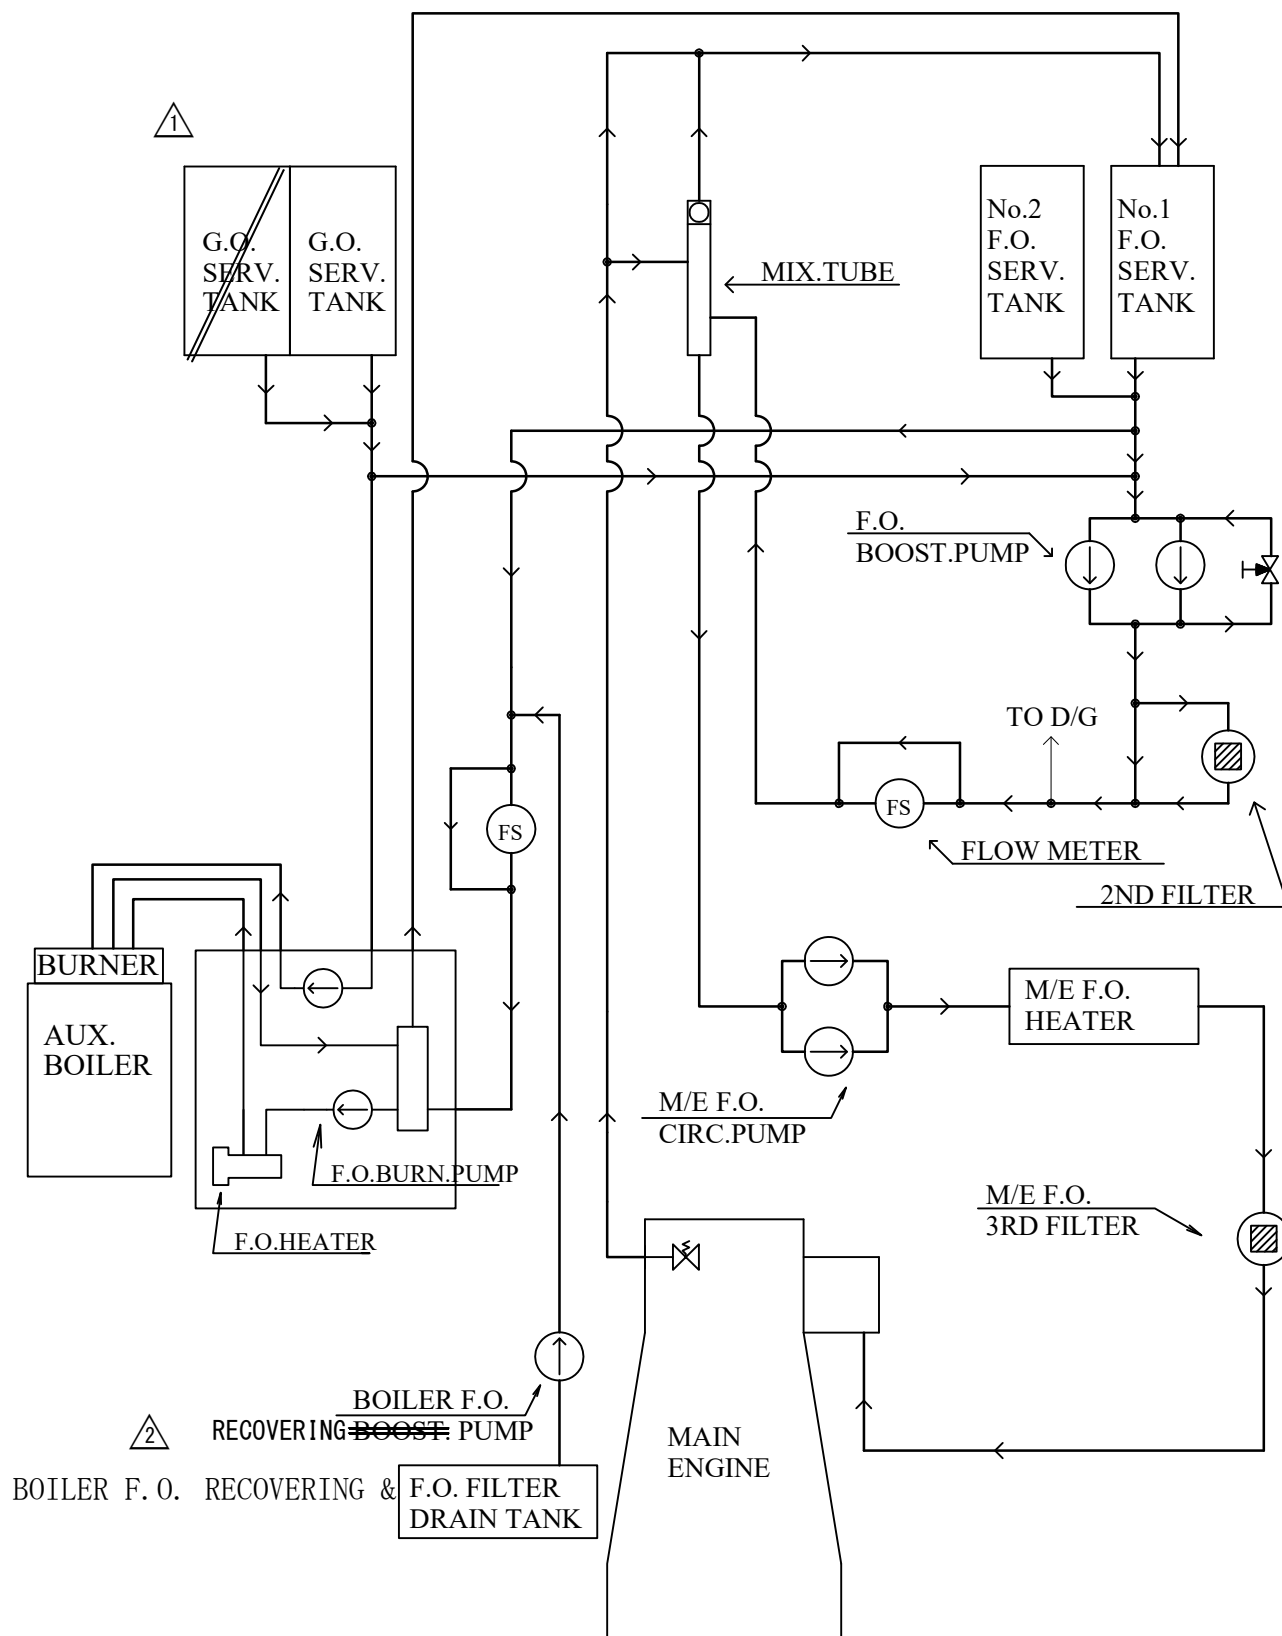 1
G.O.
SERV.
TANK
G.O.
SERV.
TANK
No.2
F.O.
SERV.
TANK
No.1
F.O.
SERV.
TANK
MIX.TUBE
F.O.
BOOST.PUMP
TO D/G
FS
FLOW METER
2ND FILTER
FS
BURNER
AUX.
BOILER
M/E F.O.
HEATER
M/E F.O.
CIRC.PUMP
F.O.BURN.PUMP
F.O.HEATER
M/E F.O.
3RD FILTER
BOILER F.O.
2
RECOVERING BOOST. PUMP
MAIN
ENGINE
BOILER F.O. RECOVERING &
F.O. FILTER
DRAIN TANK